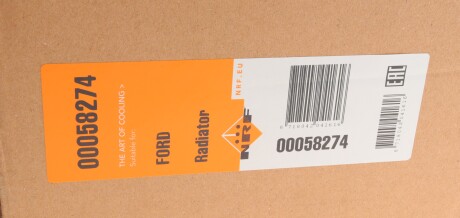 00058274
THE ART OF COOLING >
Suitable for:
FORD
Radiator
NRF.EU
NRF
00058274
EAC